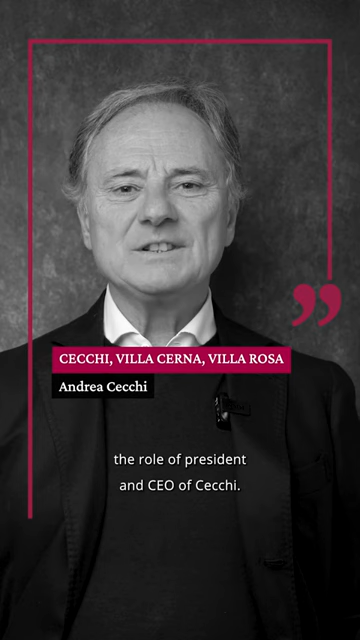 CECCHI, VILLA CERNA, VILLA ROSA
Andrea Cecchi
the role of president
and CEO of Cecchi.